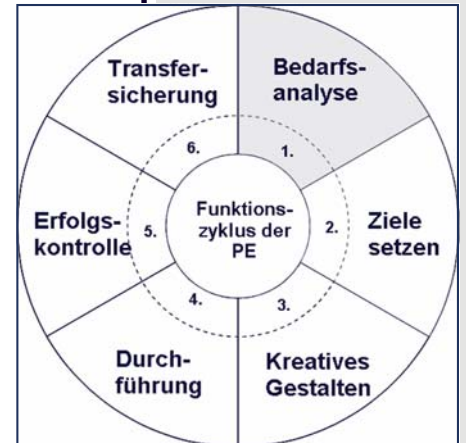 Bedarfs-
analyse
1.
Ziele
setzen
2.
Kreatives
Gestalten
3.
Durch-
führung
4.
Erfolgs-
kontrolle
5.
Transfer-
sicherung
6.
Funktions-
zyklus der
PE